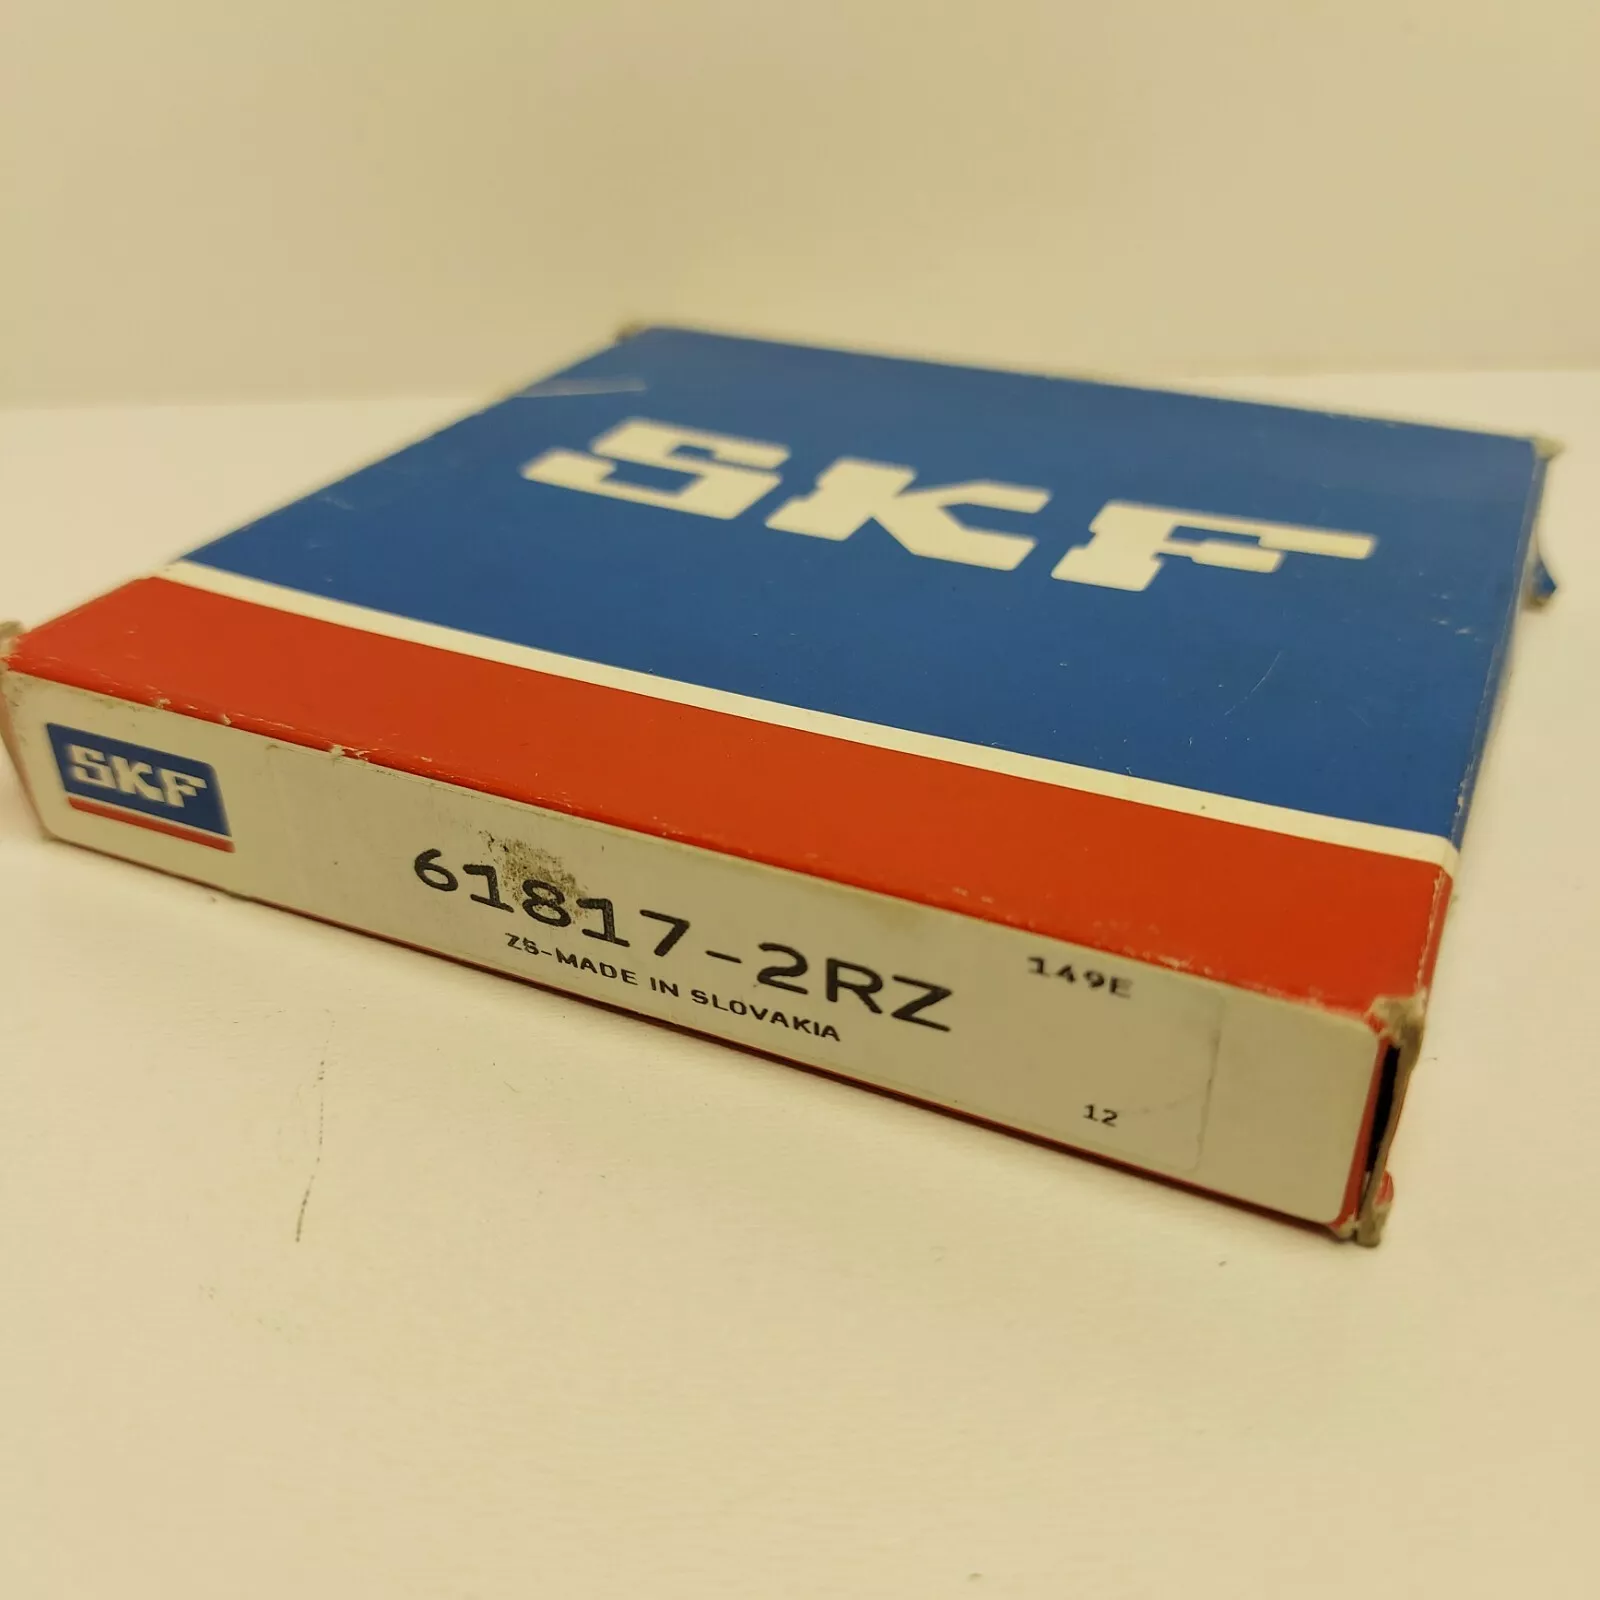 SKF
SKF
61817-2RZ
149E
ZS-MADE IN SLOVAKIA
12